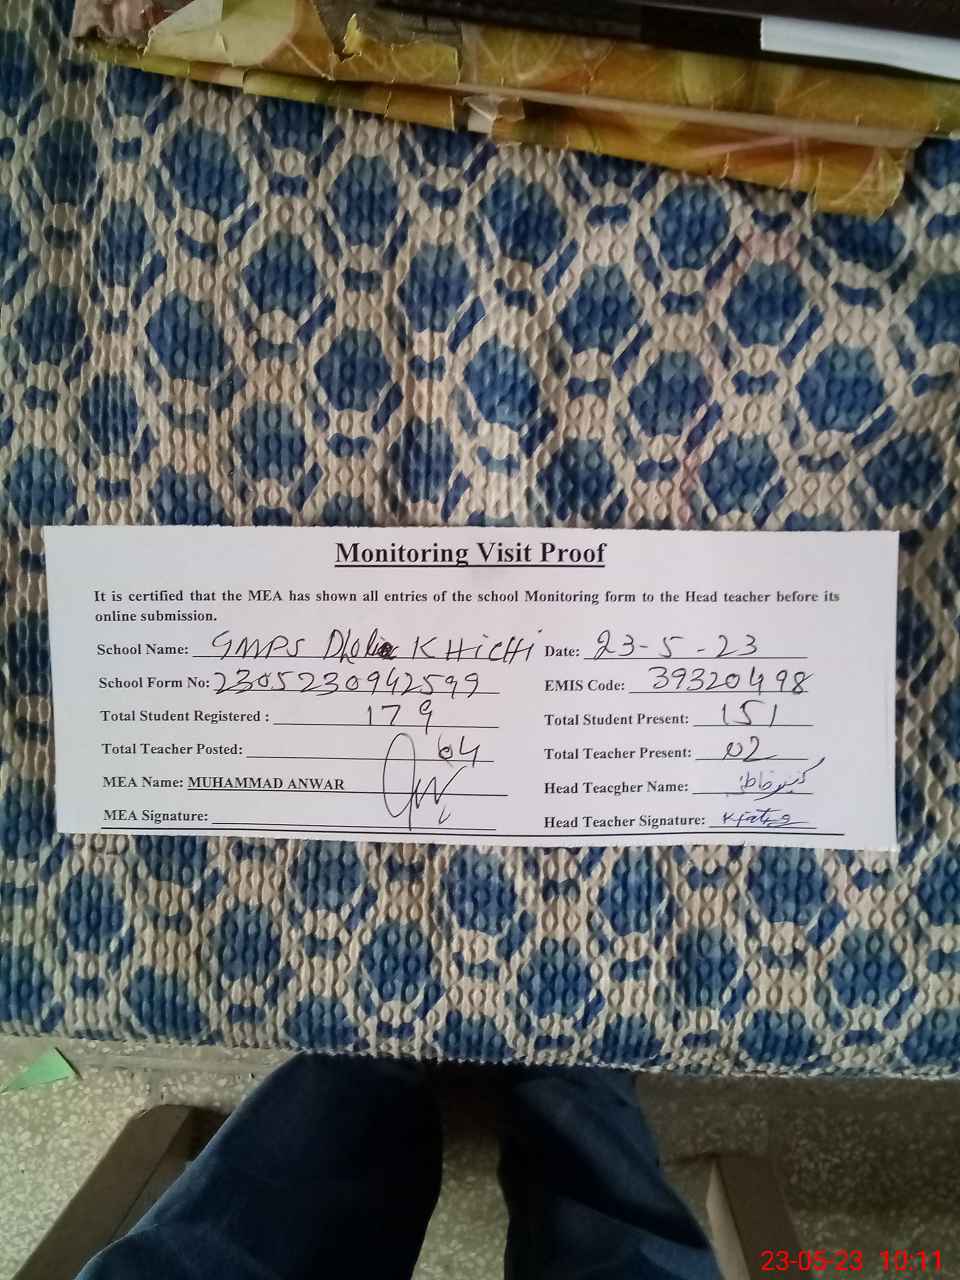 Monitoring Visit Proof
It is certified that the MEA has shown all entries of the school Monitoring form to the Head teacher before its
online submission.
School Name: GMPS KHICHI Date: 23-5-23
School Form No: 2305230942599 EMIS Code: 39320498
Total Student Registered : 179 Total Student Present: 151
Total Teacher Posted: 04 Total Teacher Present: 02
MEA Name: MUHAMMAD ANWAR Head Teacgher Name: کنیز فاطمہ
MEA Signature: Head Teacher Signature:
23-05-23 10:11